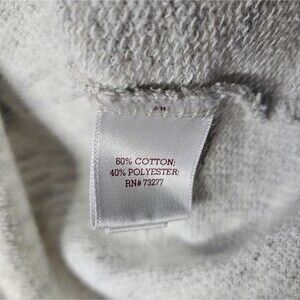 60% COTTON;
40% POLYESTER;
RN# 73277